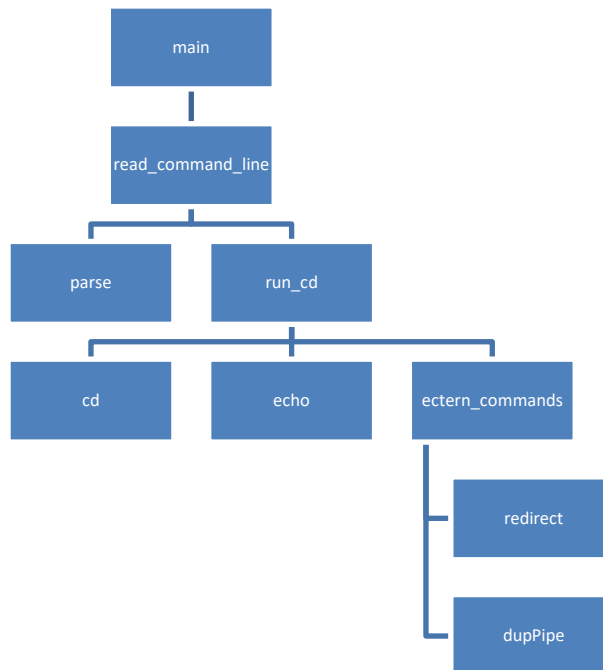 main
read_command_line
parse
run_cd
cd
echo
ectern_commands
redirect
dupPipe